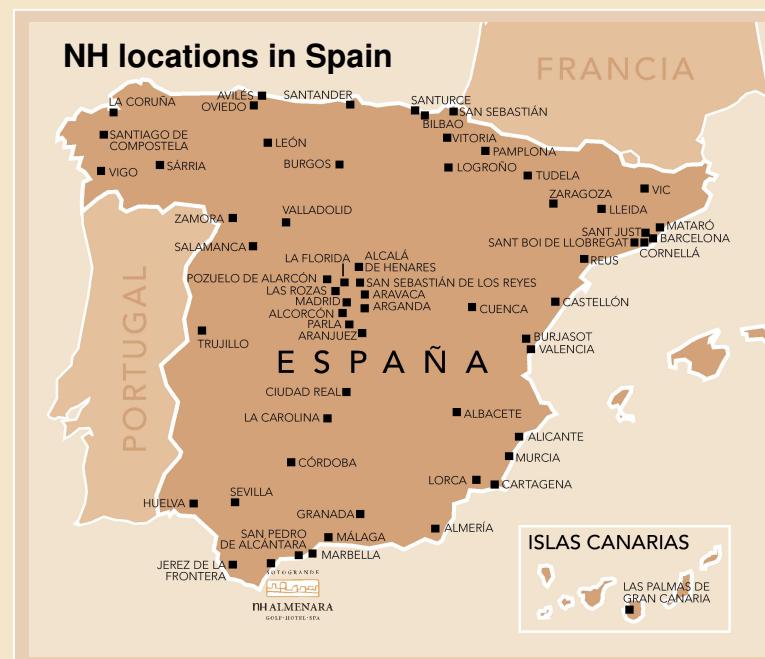 NH locations in Spain
FRANCIA
LA CORUÑA
AVILÉS
OVIEDO
SANTANDER
SANTURCE
BILBAO
SAN SEBASTIÁN
SANTIAGO DE
COMPOSTELA
LEÓN
VITORIA
PAMPLONA
VIGO
SÁRRIA
BURGOS
LOGROÑO
TUDELA
ZARAGOZA
VIC
LLEIDA
ZAMORA
VALLADOLID
SANT JUST
MATARÓ
BARCELONA
SALAMANCA
SANT BOI DE LLOBREGAT
CORNELLÁ
REUS
LA FLORIDA
ALCALÁ
DE HENARES
POZUELO DE ALARCÓN
SAN SEBASTIÁN DE LOS REYES
LAS ROZAS
ARAVACA
MADRID
ARGANDA
ALCORCÓN
PARLA
ARANJUEZ
CUENCA
CASTELLÓN
TRUJILLO
BURJASOT
VALENCIA
PORTUGAL
ESPAÑA
CIUDAD REAL
LA CAROLINA
ALBACETE
ALICANTE
MURCIA
CÓRDOBA
LORCA
CARTAGENA
HUELVA
SEVILLA
GRANADA
ALMERÍA
SAN PEDRO
DE ALCÁNTARA
MÁLAGA
MARBELLA
JEREZ DE LA
FRONTERA
SOTOGRANDE
NH ALMENARA
GOLF·HOTEL·SPA
ISLAS CANARIAS
LAS PALMAS DE
GRAN CANARIA